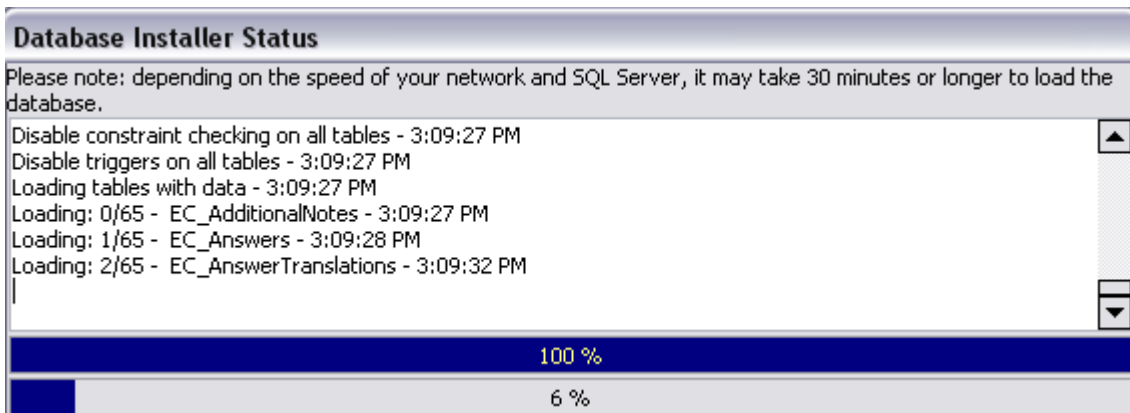 Database Installer Status
Please note: depending on the speed of your network and SQL Server, it may take 30 minutes or longer to load the
database.
Disable constraint checking on all tables - 3:09:27 PM
Disable triggers on all tables - 3:09:27 PM
Loading tables with data - 3:09:27 PM
Loading: 0/65 -  EC_AdditionalNotes - 3:09:27 PM
Loading: 1/65 -  EC_Answers - 3:09:28 PM
Loading: 2/65 -  EC_AnswerTranslations - 3:09:32 PM
100 %
6 %